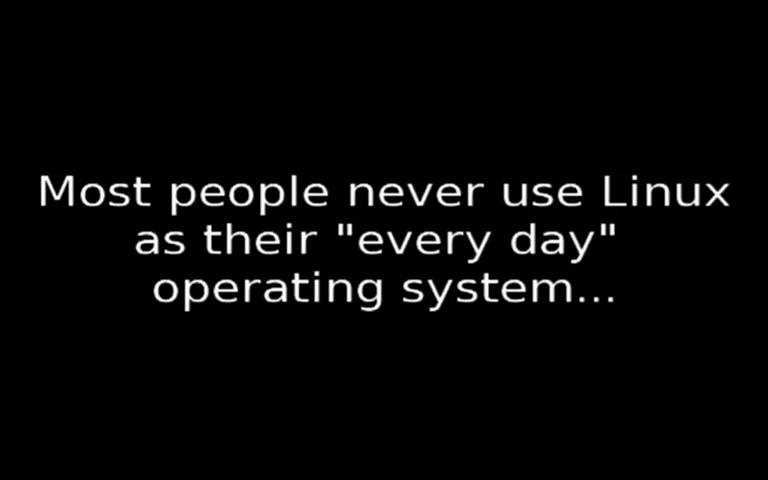 Most people never use Linux
as their "every day"
operating system...